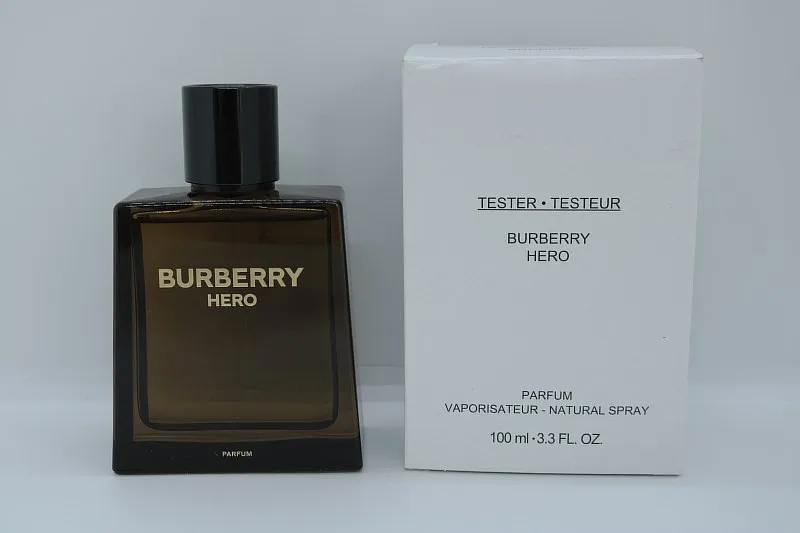 BURBERRY
HERO
PARFUM
TESTER • TESTEUR
BURBERRY
HERO
PARFUM
VAPORISATEUR - NATURAL SPRAY
100 ml • 3.3 FL. OZ.